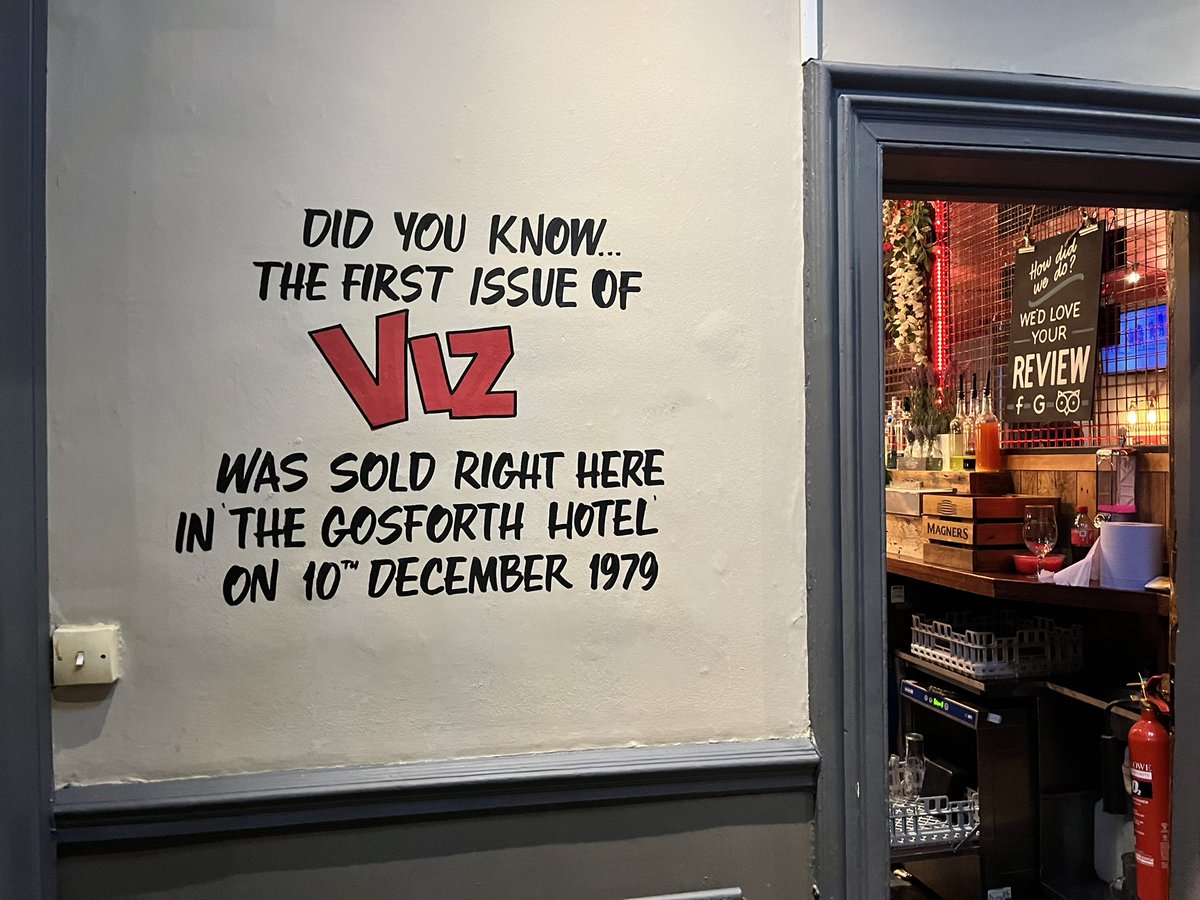 DID YOU KNOW...
THE FIRST ISSUE OF
VIZ
WAS SOLD RIGHT HERE
IN 'THE GOSFORTH HOTEL'
ON 10TH DECEMBER 1979
How did
we do?
WE'D LOVE
YOUR
REVIEW
f G
MAGNERS